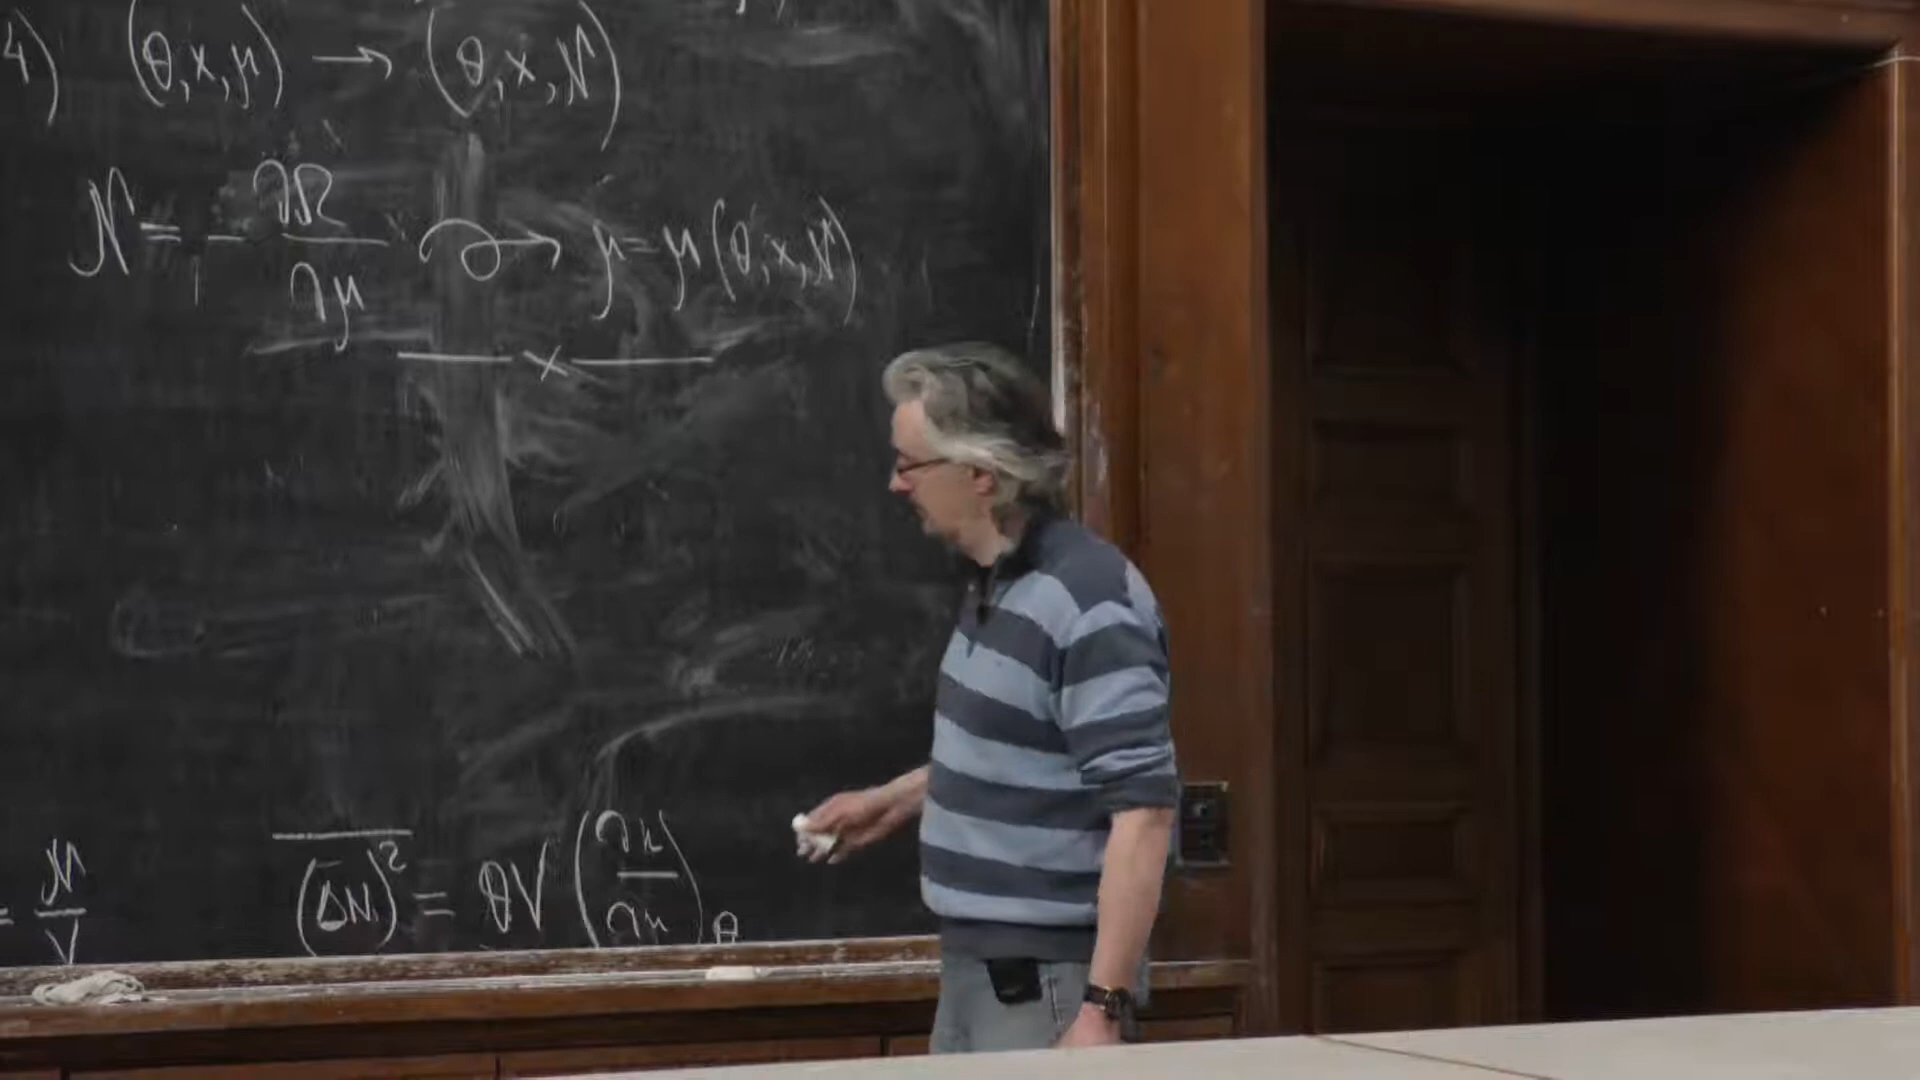 4) (θ, x, μ) → (θ, x, N)
N = - ∂Ω/∂μ → μ = μ(θ, x, N)
= N/V (ΔN)² = θV (∂n/∂μ)θ